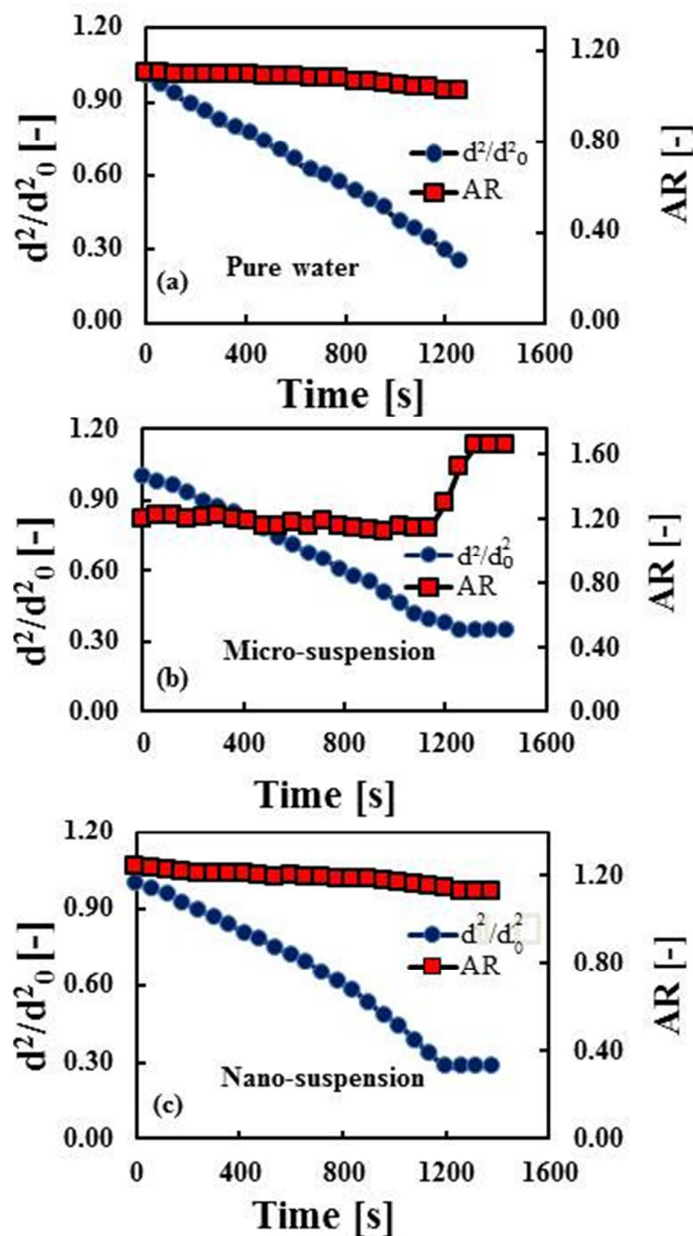 1.20
1.20
0.90
0.80
0.60
0.40
0.30
0.00
0.00
d²/d²₀ [-]
AR [-]
d²/d²₀
AR
Pure water
(a)
0 400 800 1200 1600
Time [s]
1.20
1.60
0.90
1.20
0.60
0.80
0.30
0.40
0.00
0.00
d²/d²₀ [-]
AR [-]
d²/d₀²
AR
Micro-suspension
(b)
0 400 800 1200 1600
Time [s]
1.20
1.20
0.90
0.80
0.60
0.40
0.30
0.00
0.00
d²/d²₀ [-]
AR [-]
d²/d₀²
AR
Nano-suspension
(c)
0 400 800 1200 1600
Time [s]